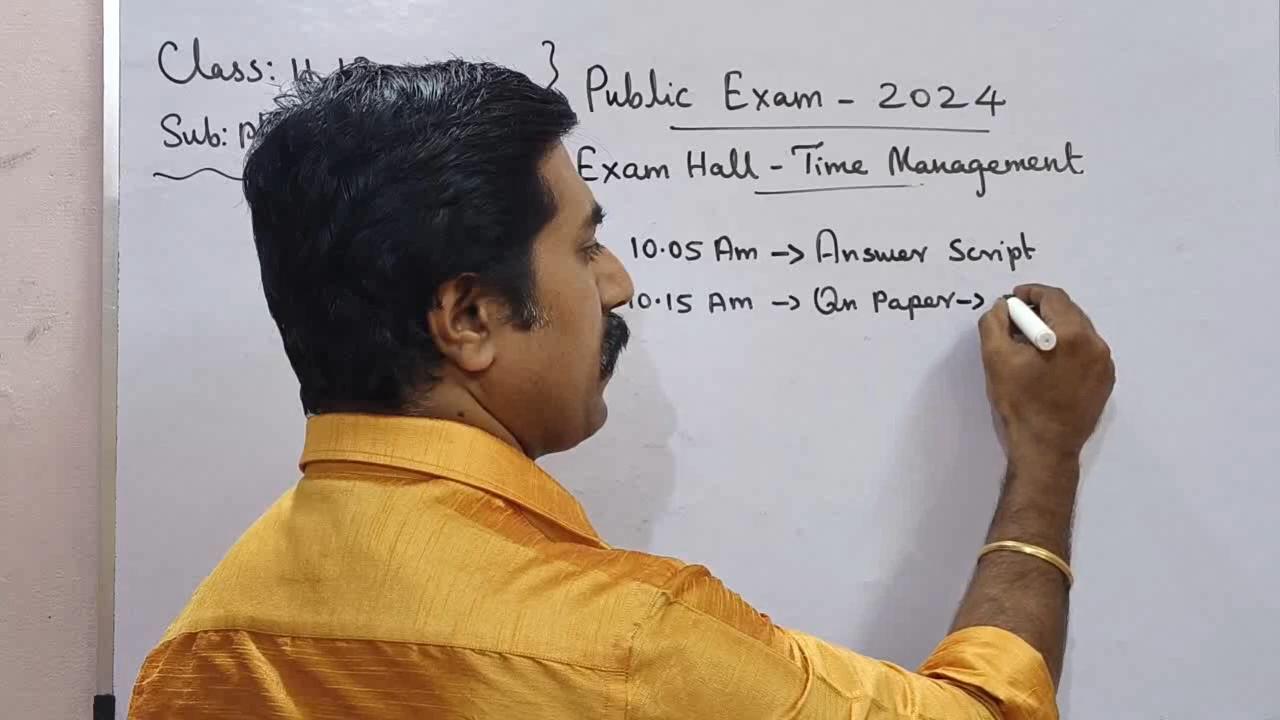 Class:
Sub:
Public Exam - 2024
Exam Hall - Time Management
10.05 Am -> Answer Script
10.15 Am -> Qn Paper ->